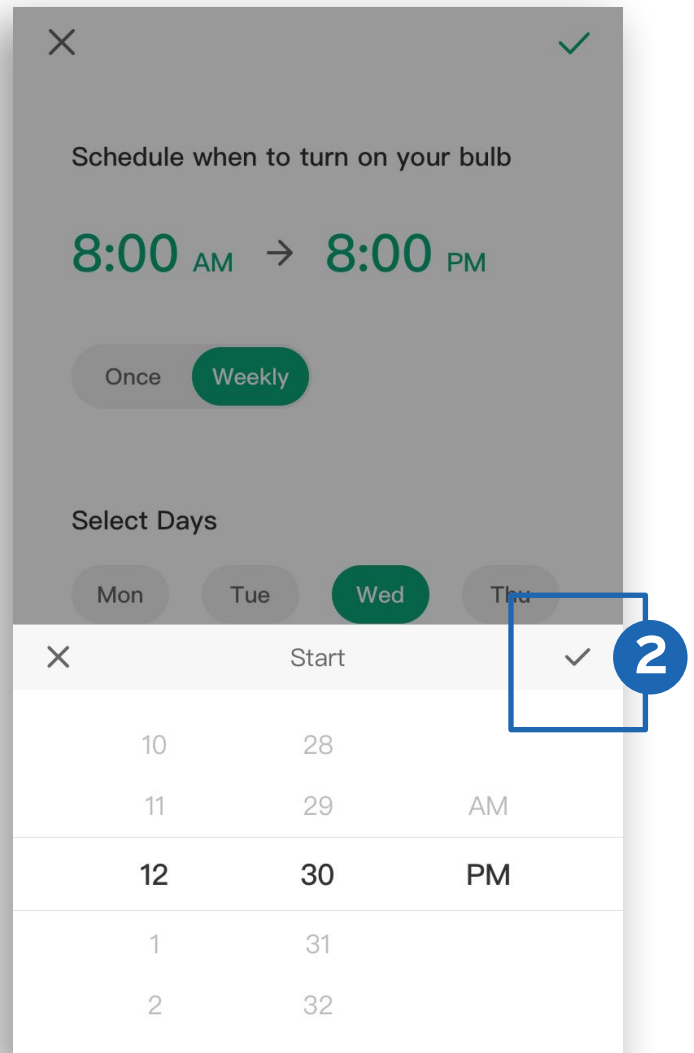 Schedule when to turn on your bulb
8:00 AM → 8:00 PM
Once Weekly
Select Days
Mon Tue Wed Thu
Start
2
10 28
11 29 AM
12 30 PM
1 31
2 32